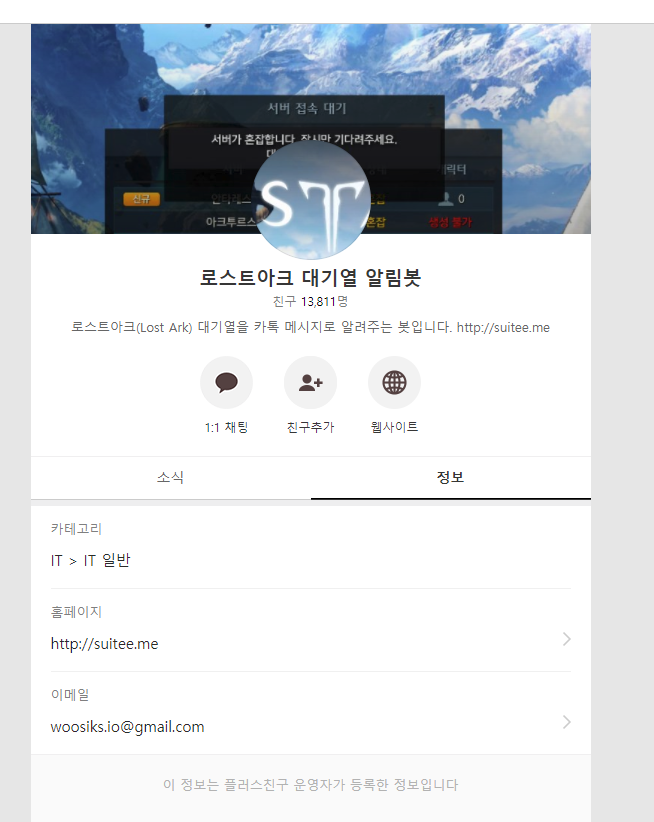 서버 접속 대기
서버가 혼잡합니다. 잠시만 기다려주세요.
신규
0
아크투르스
혼잡
생성 불가
ST
로스트아크 대기열 알림봇
친구 13,811명
로스트아크(Lost Ark) 대기열을 카톡 메시지로 알려주는 봇입니다. http://suitee.me
1:1 채팅
친구추가
웹사이트
소식
정보
카테고리
IT > IT 일반
홈페이지
http://suitee.me
이메일
woosiks.io@gmail.com
이 정보는 플러스친구 운영자가 등록한 정보입니다